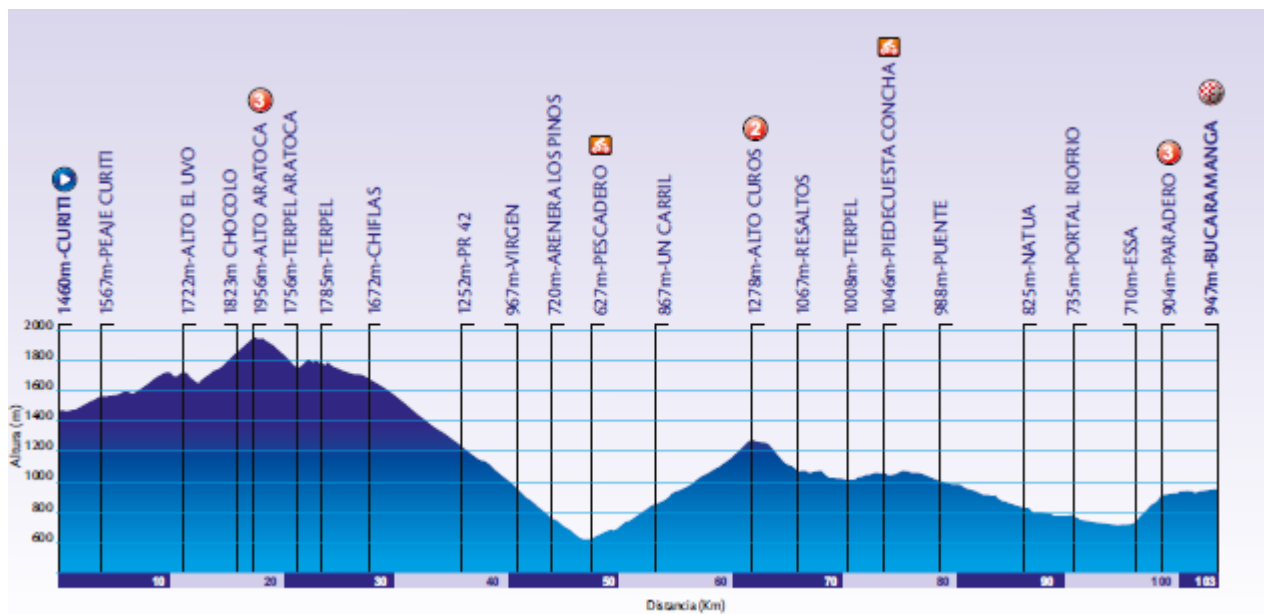 1460m-CURITI
1567m-PEAJE CURITI
1722m-ALTO EL UVO
1823m CHOCOLO
1956m-ALTO ARATOCA
3
1756m-TERPEL ARATOCA
1785m-TERPEL
1672m-CHIFLAS
1252m-PR 42
967m-VIRGEN
720m-ARENERA LOS PINOS
627m-PESCADERO
867m-UN CARRIL
1278m-ALTO CUROS
2
1067m-RESALTOS
1008m-TERPEL
1046m-PIEDECUESTA CONCHA
988m-PUENTE
825m-NATUA
735m-PORTAL RIOFRIO
710m-ESSA
904m-PARADERO
3
947m-BUCARAMANGA
Altura (m)
2000
1800
1600
1400
1200
1000
800
600
10 20 30 40 50 60 70 80 90 100 103
Distancia (Km)